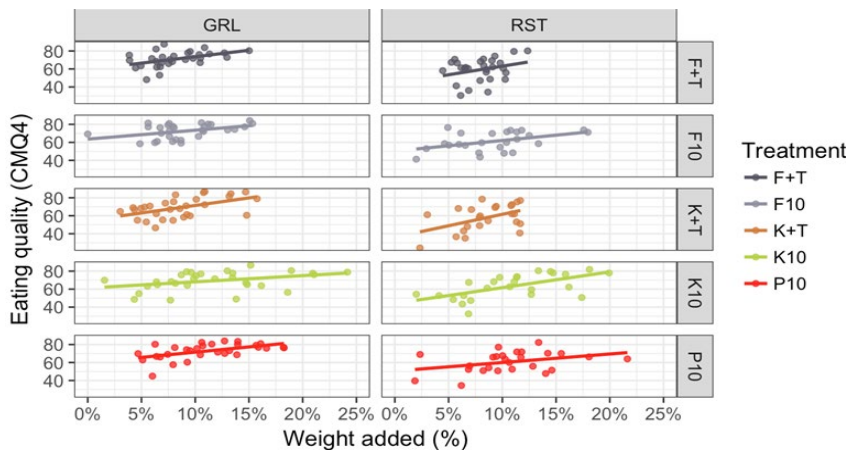 GRL RST
80
60
40
F+T
80
60
40
F10
80
60
40
K+T
80
60
40
K10
80
60
40
P10
0% 5% 10% 15% 20% 25% 0% 5% 10% 15% 20% 25%
Eating quality (CMQ4)
Weight added (%)
Treatment
F+T
F10
K+T
K10
P10